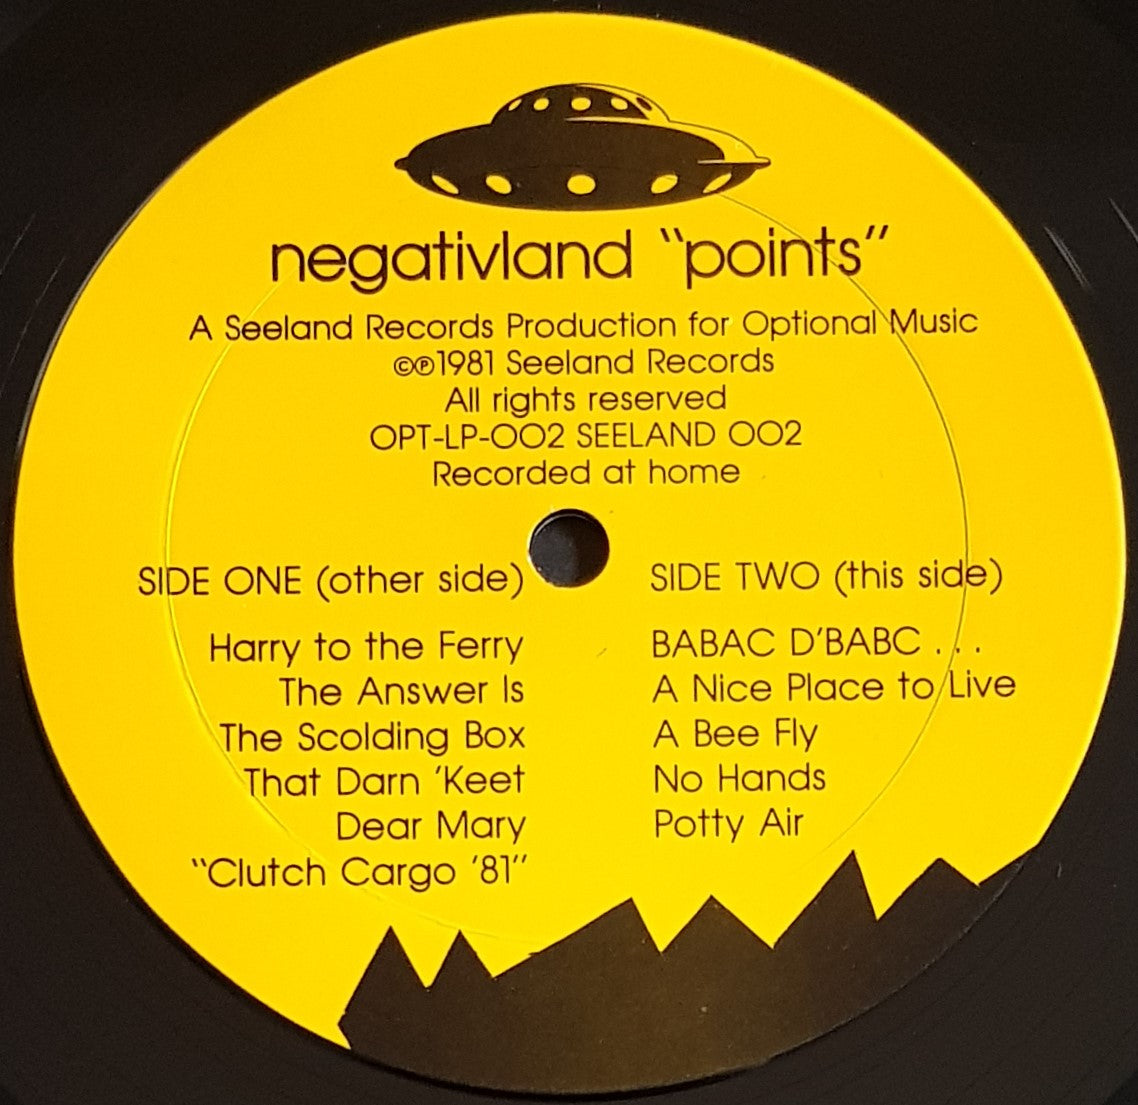 negativland "points"
A Seeland Records Production for Optional Music
©℗1981 Seeland Records
All rights reserved
OPT-LP-002 SEELAND 002
Recorded at home
SIDE ONE (other side)
Harry to the Ferry
The Answer Is
The Scolding Box
That Darn 'Keet
Dear Mary
"Clutch Cargo '81"
SIDE TWO (this side)
BABAC D'BABC . . .
A Nice Place to Live
A Bee Fly
No Hands
Potty Air